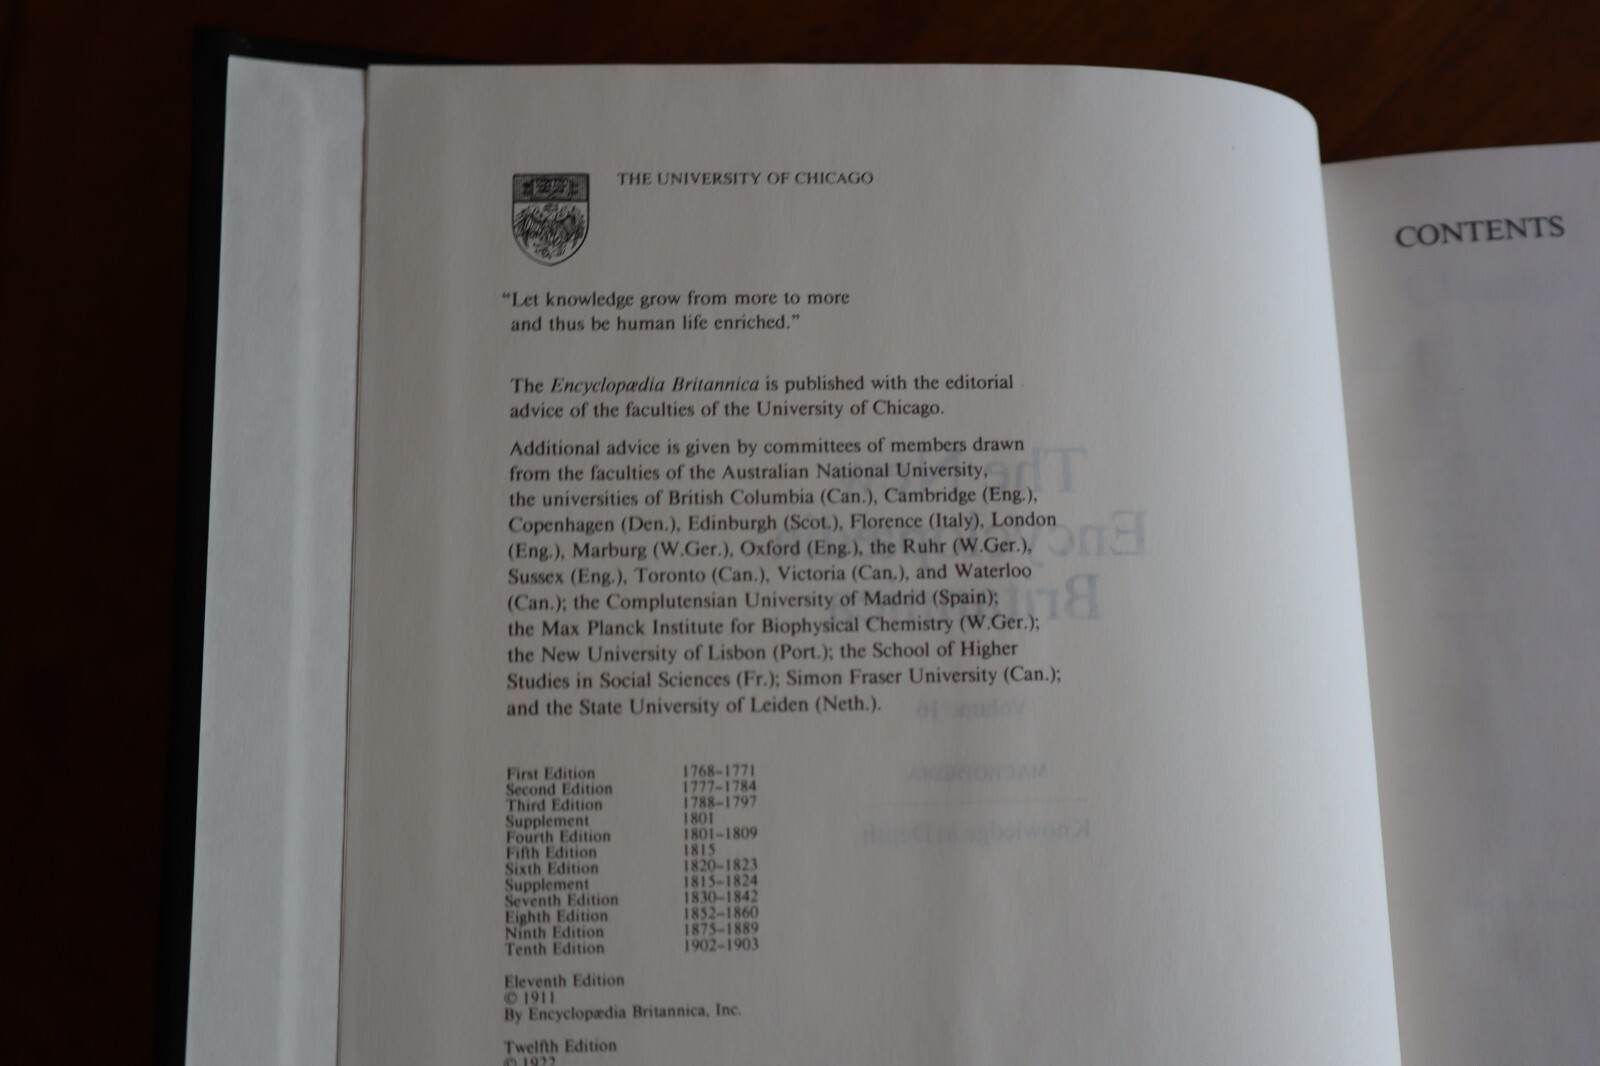 THE UNIVERSITY OF CHICAGO
“Let knowledge grow from more to more
and thus be human life enriched.”
The Encyclopædia Britannica is published with the editorial
advice of the faculties of the University of Chicago.
Additional advice is given by committees of members drawn
from the faculties of the Australian National University,
the universities of British Columbia (Can.), Cambridge (Eng.),
Copenhagen (Den.), Edinburgh (Scot.), Florence (Italy), London
(Eng.), Marburg (W.Ger.), Oxford (Eng.), the Ruhr (W.Ger.),
Sussex (Eng.), Toronto (Can.), Victoria (Can.), and Waterloo
(Can.); the Complutensian University of Madrid (Spain);
the Max Planck Institute for Biophysical Chemistry (W.Ger.);
the New University of Lisbon (Port.); the School of Higher
Studies in Social Sciences (Fr.); Simon Fraser University (Can.);
and the State University of Leiden (Neth.).
First Edition 1768–1771
Second Edition 1777–1784
Third Edition 1788–1797
Supplement 1801
Fourth Edition 1801–1809
Fifth Edition 1815
Sixth Edition 1820–1823
Supplement 1815–1824
Seventh Edition 1830–1842
Eighth Edition 1852–1860
Ninth Edition 1875–1889
Tenth Edition 1902–1903
Eleventh Edition
© 1911
By Encyclopædia Britannica, Inc.
Twelfth Edition
© 1922
CONTENTS